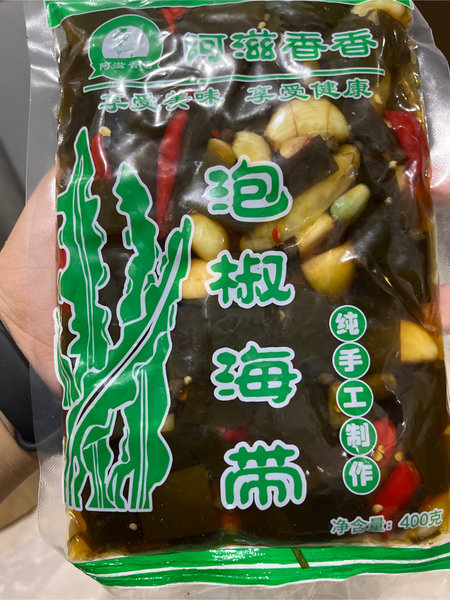 阿滋香香
阿滋香香
享受美味 享受健康
泡椒海带
纯手工制作
净含量：400克